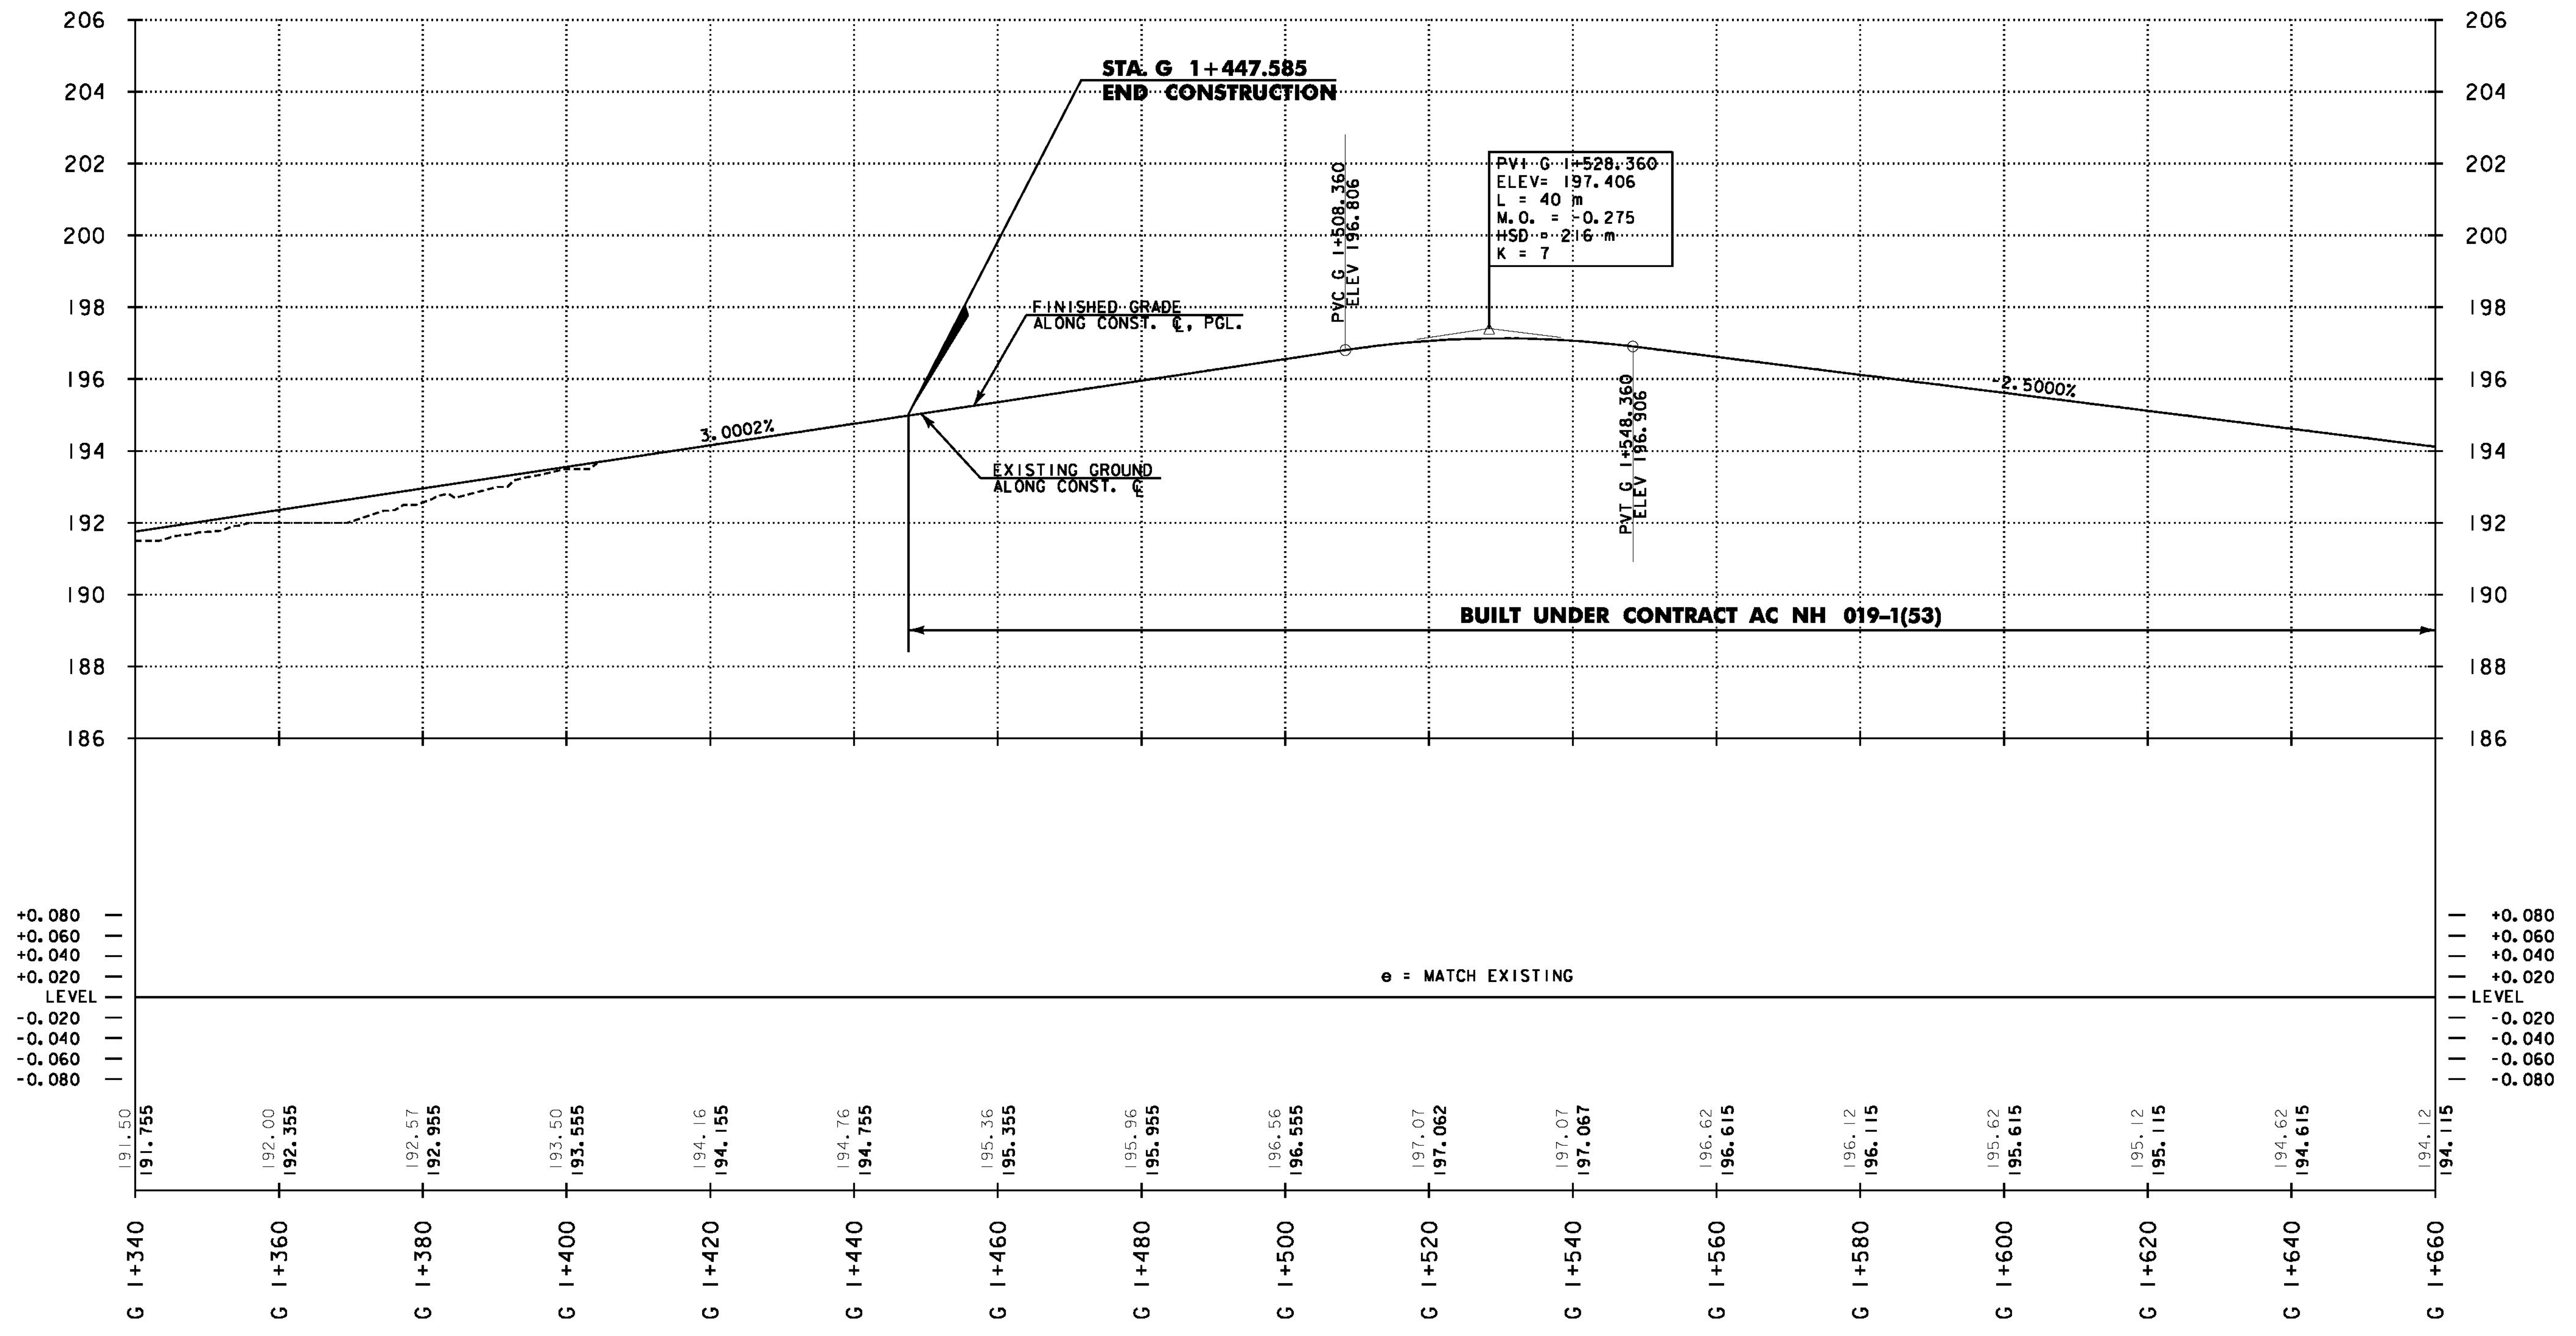 206 206
204 204
202 202
200 200
198 198
196 196
194 194
192 192
190 190
188 188
186 186
STA. G 1+447.585
END CONSTRUCTION
PVC G 1+508.360
ELEV 196.806
PVI G 1+528.360
ELEV= 197.406
L = 40 m
M.O. = -0.275
HSD = 216 m
K = 7
FINISHED GRADE
ALONG CONST. ℄, PGL.
3.0002%
-2.5000%
EXISTING GROUND
ALONG CONST. ℄
PVT G 1+548.360
ELEV 196.906
BUILT UNDER CONTRACT AC NH 019-1(53)
+0.080 +0.080
+0.060 +0.060
+0.040 +0.040
+0.020 +0.020
e = MATCH EXISTING
LEVEL LEVEL
-0.020 -0.020
-0.040 -0.040
-0.060 -0.060
-0.080 -0.080
191.50
191.755
192.00
192.355
192.57
192.955
193.50
193.555
194.16
194.155
194.76
194.755
195.36
195.355
195.96
195.955
196.56
196.555
197.07
197.062
197.07
197.067
196.62
196.615
196.12
196.115
195.62
195.615
195.12
195.115
194.62
194.615
194.12
194.115
G 1+340
G 1+360
G 1+380
G 1+400
G 1+420
G 1+440
G 1+460
G 1+480
G 1+500
G 1+520
G 1+540
G 1+560
G 1+580
G 1+600
G 1+620
G 1+640
G 1+660